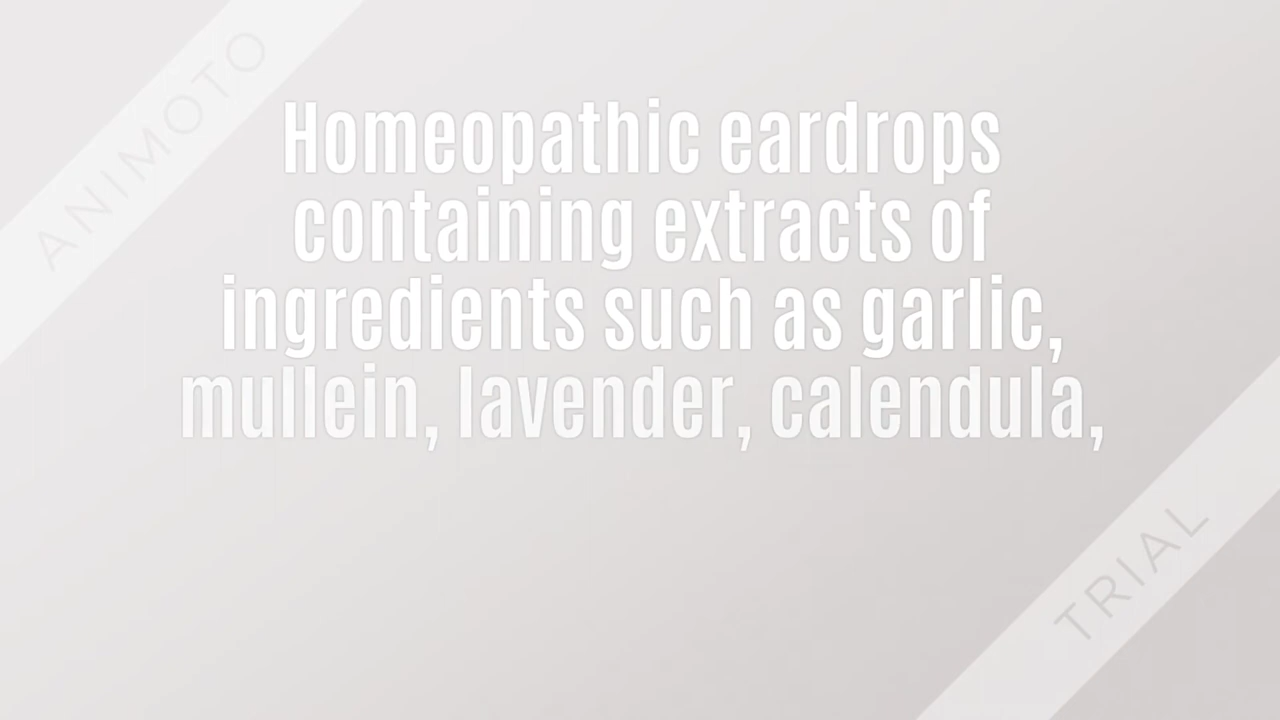 ANIMOTO
Homeopathic eardrops
containing extracts of
ingredients such as garlic,
mullein, lavender, calendula,
TRIAL